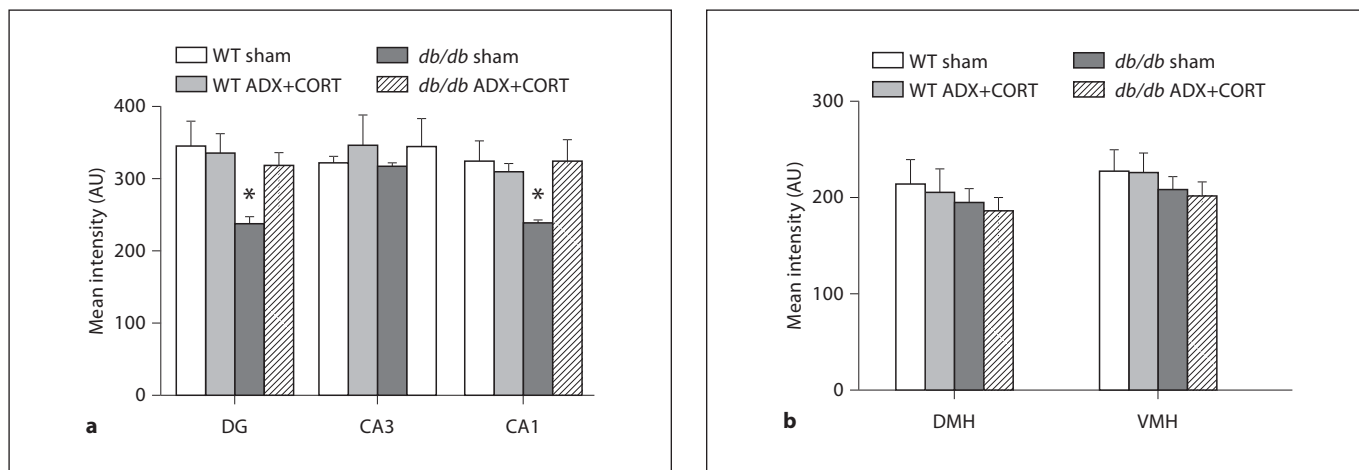 WT sham
db/db sham
WT ADX+CORT
db/db ADX+CORT
Mean intensity (AU)
400
300
200
100
0
*
*
DG
CA3
CA1
a
WT sham
db/db sham
WT ADX+CORT
db/db ADX+CORT
Mean intensity (AU)
300
200
100
0
DMH
VMH
b